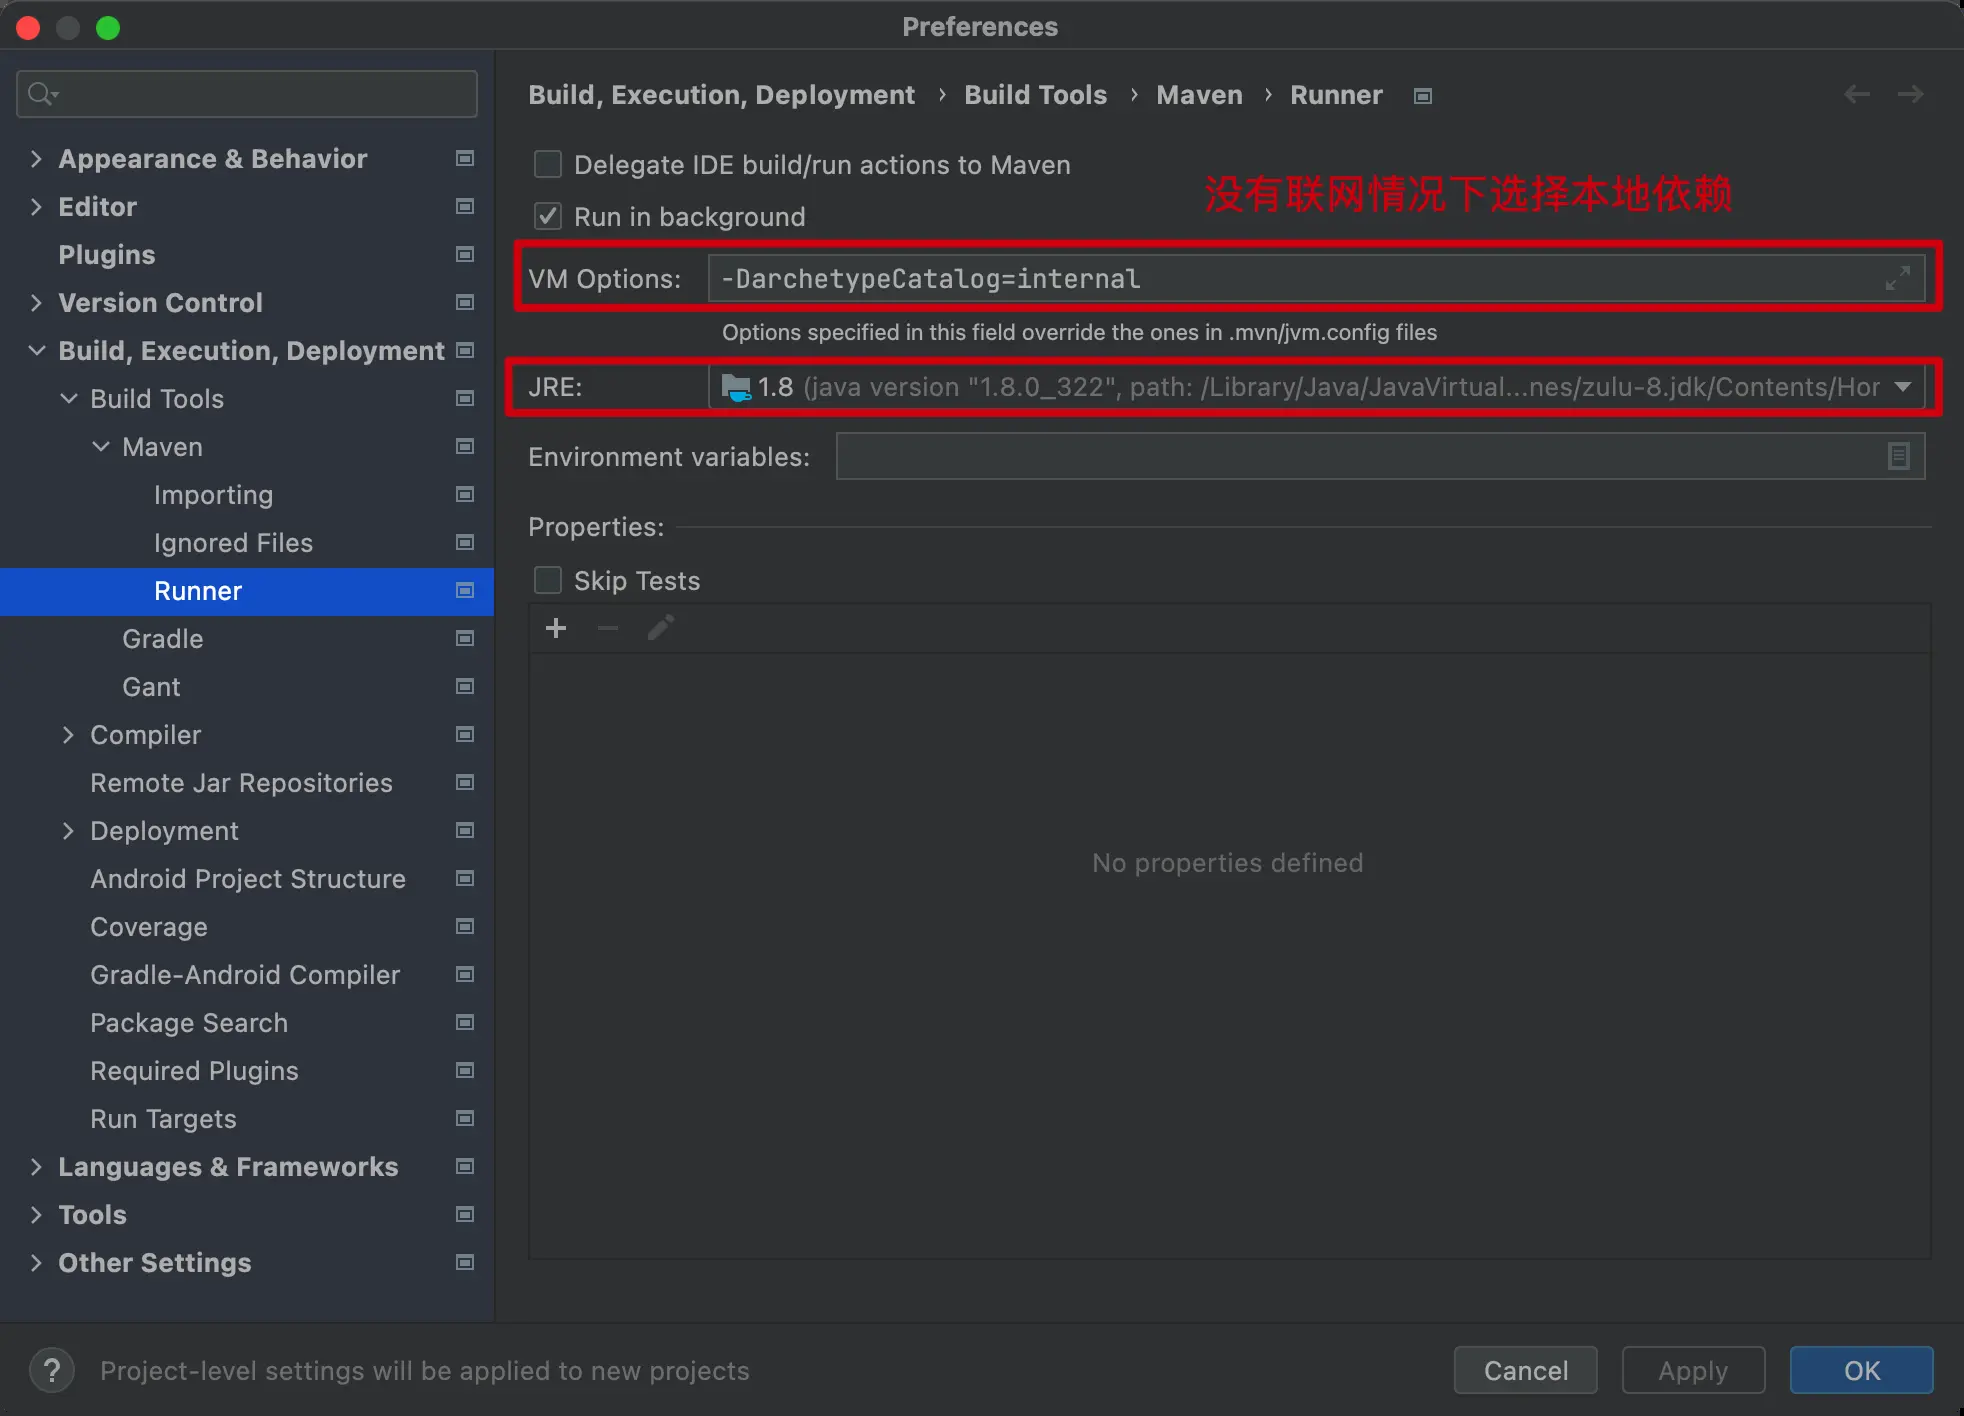 Preferences
Build, Execution, Deployment › Build Tools › Maven › Runner
Appearance & Behavior
Editor
Plugins
Version Control
Build, Execution, Deployment
Build Tools
Maven
Importing
Ignored Files
Runner
Gradle
Gant
Compiler
Remote Jar Repositories
Deployment
Android Project Structure
Coverage
Gradle-Android Compiler
Package Search
Required Plugins
Run Targets
Languages & Frameworks
Tools
Other Settings
Delegate IDE build/run actions to Maven
没有联网情况下选择本地依赖
Run in background
VM Options: -DarchetypeCatalog=internal
Options specified in this field override the ones in .mvn/jvm.config files
JRE: 1.8 (java version "1.8.0_322", path: /Library/Java/JavaVirtual...nes/zulu-8.jdk/Contents/Hor
Environment variables:
Properties:
Skip Tests
No properties defined
? Project-level settings will be applied to new projects
Cancel Apply OK